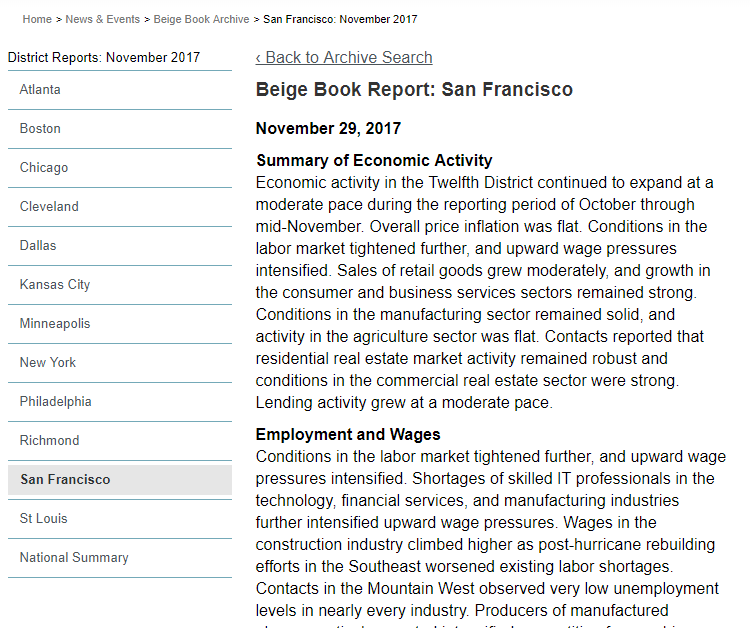 Home > News & Events > Beige Book Archive > San Francisco: November 2017
District Reports: November 2017
Atlanta
Boston
Chicago
Cleveland
Dallas
Kansas City
Minneapolis
New York
Philadelphia
Richmond
San Francisco
St Louis
National Summary
‹ Back to Archive Search
Beige Book Report: San Francisco
November 29, 2017
Summary of Economic Activity
Economic activity in the Twelfth District continued to expand at a
moderate pace during the reporting period of October through
mid-November. Overall price inflation was flat. Conditions in the
labor market tightened further, and upward wage pressures
intensified. Sales of retail goods grew moderately, and growth in
the consumer and business services sectors remained strong.
Conditions in the manufacturing sector remained solid, and
activity in the agriculture sector was flat. Contacts reported that
residential real estate market activity remained robust and
conditions in the commercial real estate sector were strong.
Lending activity grew at a moderate pace.
Employment and Wages
Conditions in the labor market tightened further, and upward wage
pressures intensified. Shortages of skilled IT professionals in the
technology, financial services, and manufacturing industries
further intensified upward wage pressures. Wages in the
construction industry climbed higher as post-hurricane rebuilding
efforts in the Southeast worsened existing labor shortages.
Contacts in the Mountain West observed very low unemployment
levels in nearly every industry. Producers of manufactured